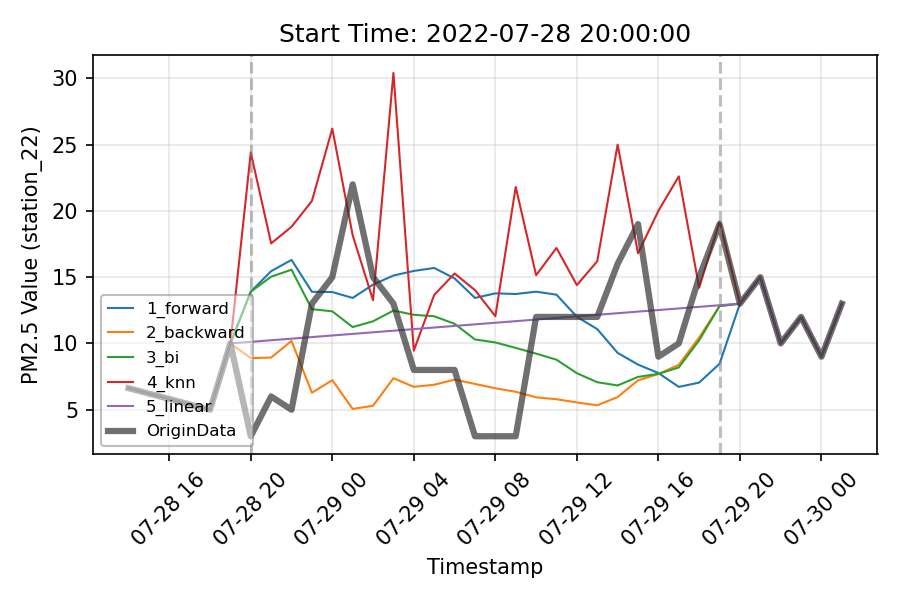 Start Time: 2022-07-28 20:00:00
PM2.5 Value (station_22)
30
25
20
15
10
5
1_forward
2_backward
3_bi
4_knn
5_linear
OriginData
07-28 16
07-28 20
07-29 00
07-29 04
07-29 08
07-29 12
07-29 16
07-29 20
07-30 00
Timestamp